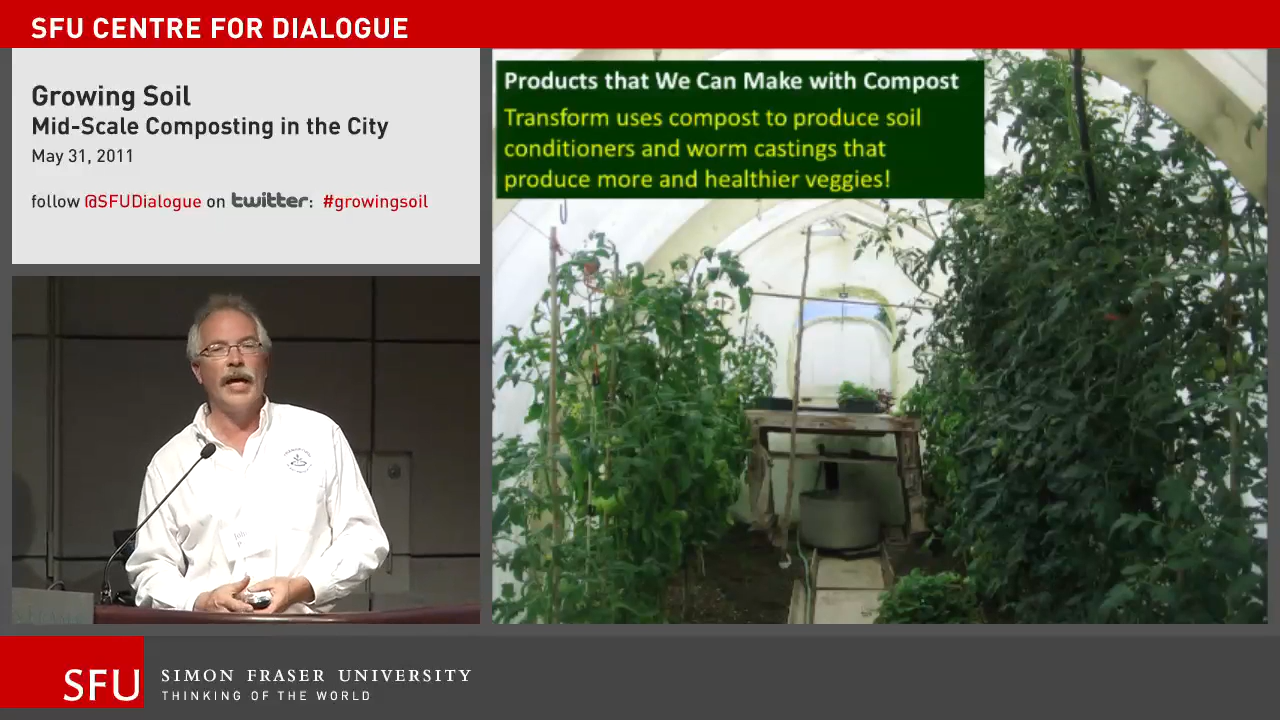 SFU CENTRE FOR DIALOGUE
Growing Soil
Mid-Scale Composting in the City
May 31, 2011
follow @SFUDialogue on twitter: #growingsoil
Products that We Can Make with Compost
Transform uses compost to produce soil
conditioners and worm castings that
produce more and healthier veggies!
SFU
SIMON FRASER UNIVERSITY
THINKING OF THE WORLD